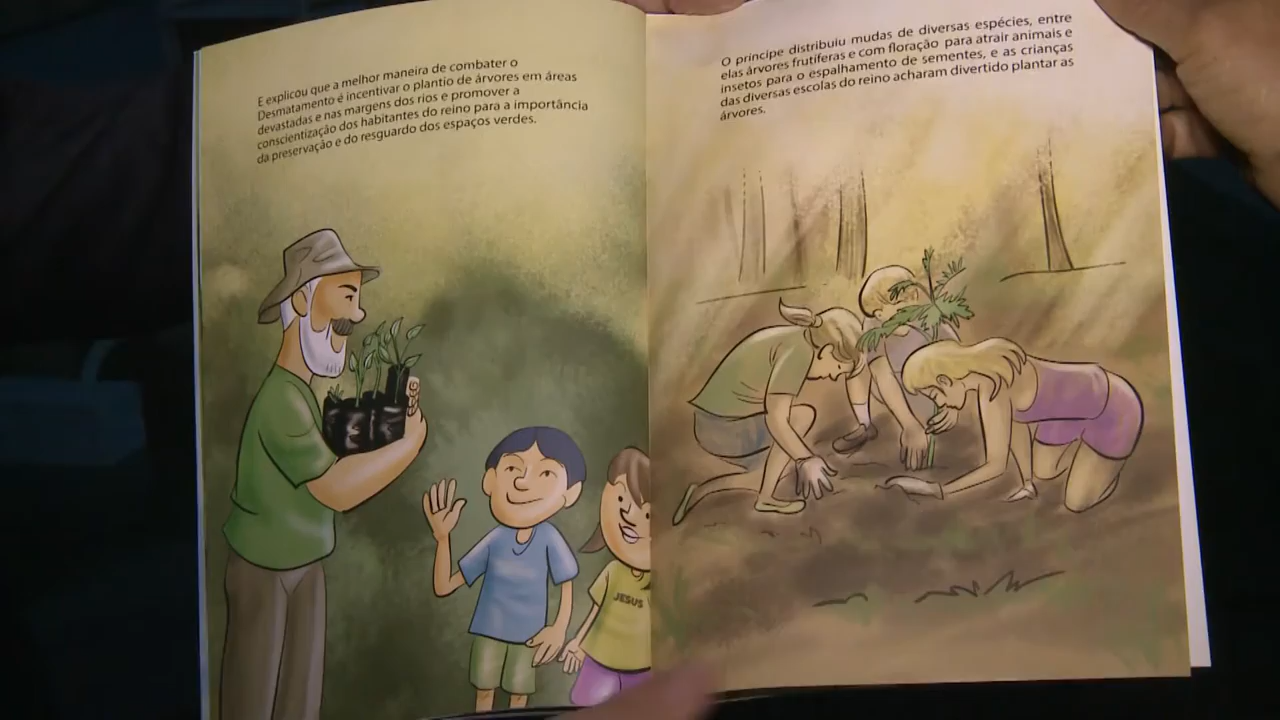 E explicou que a melhor maneira de combater o
Desmatamento é incentivar o plantio de árvores em áreas
devastadas e nas margens dos rios e promover a
conscientização dos habitantes do reino para a importância
da preservação e do resguardo dos espaços verdes.
O príncipe distribuiu mudas de diversas espécies, entre
elas árvores frutíferas e com floração para atrair animais e
insetos para o espalhamento de sementes, e as crianças
das diversas escolas do reino acharam divertido plantar as
árvores.
JESUS